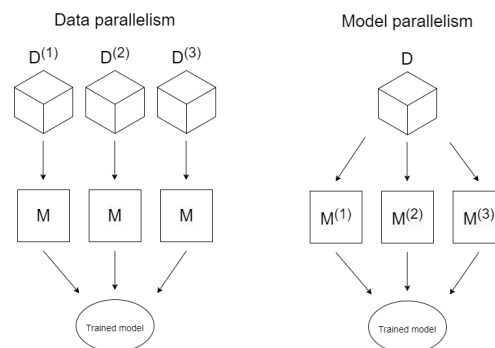 Data parallelism
D(1) D(2) D(3)
M M M
Trained model
Model parallelism
D
M(1) M(2) M(3)
Trained model